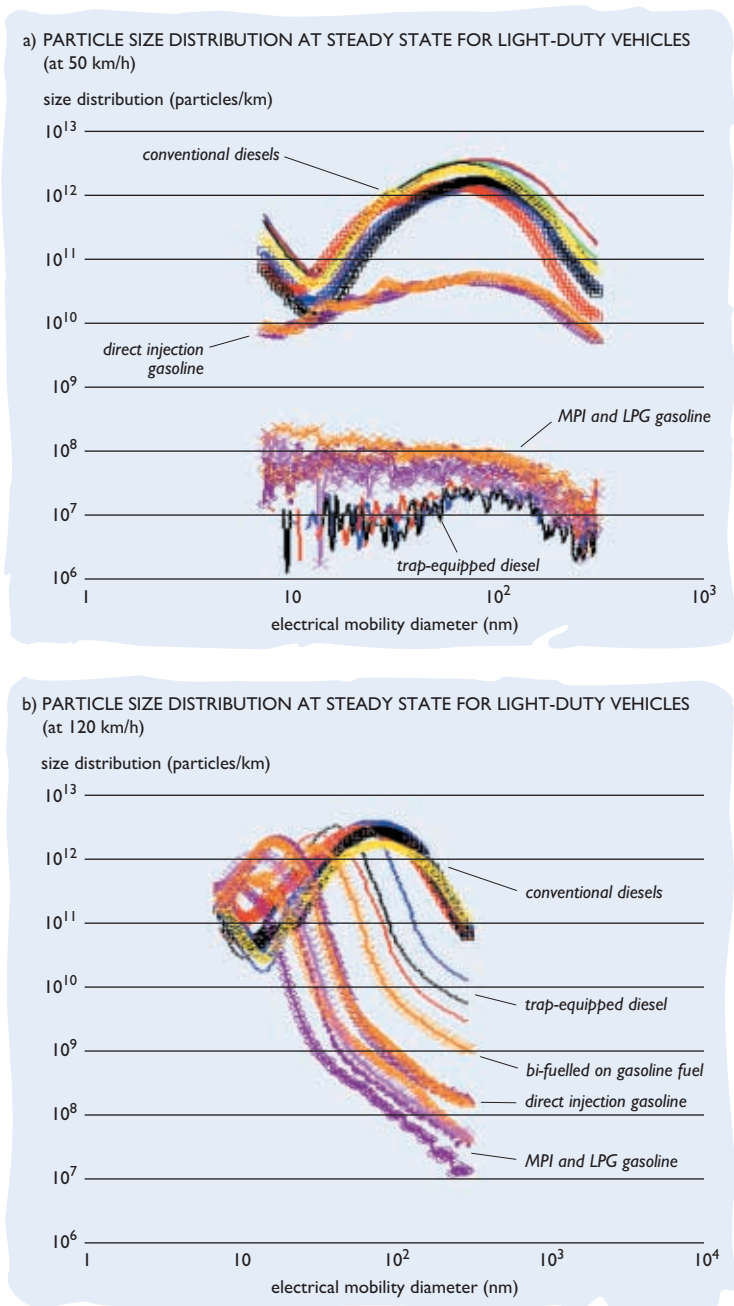 a) PARTICLE SIZE DISTRIBUTION AT STEADY STATE FOR LIGHT-DUTY VEHICLES
(at 50 km/h)
size distribution (particles/km)
10¹³
conventional diesels
10¹²
10¹¹
10¹⁰
direct injection
gasoline
10⁹
MPI and LPG gasoline
10⁸
10⁷
trap-equipped diesel
10⁶
1 10 10² 10³
electrical mobility diameter (nm)
b) PARTICLE SIZE DISTRIBUTION AT STEADY STATE FOR LIGHT-DUTY VEHICLES
(at 120 km/h)
size distribution (particles/km)
10¹³
10¹²
conventional diesels
10¹¹
10¹⁰
trap-equipped diesel
10⁹
bi-fuelled on gasoline fuel
direct injection gasoline
10⁸
MPI and LPG gasoline
10⁷
10⁶
1 10 10² 10³ 10⁴
electrical mobility diameter (nm)